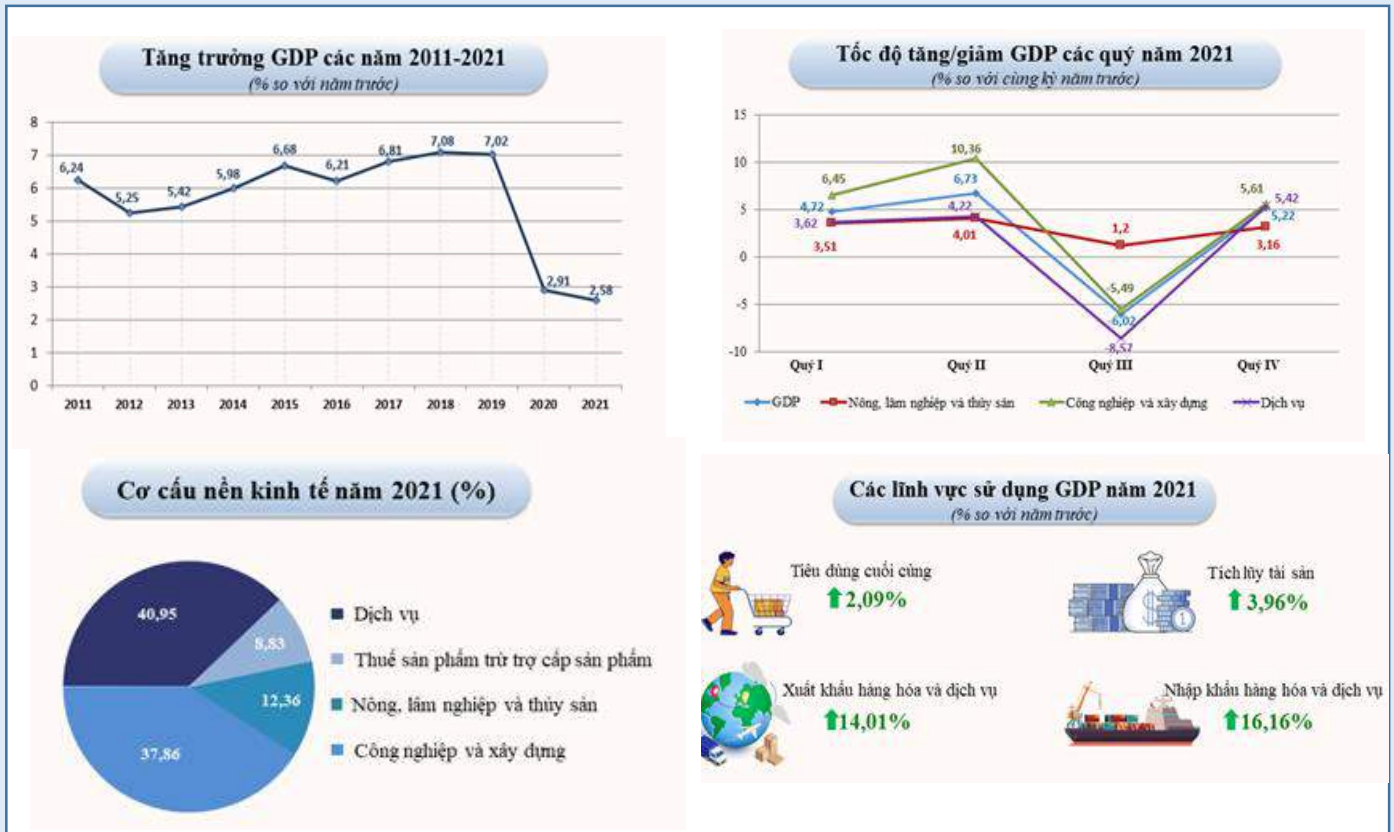 Tăng trưởng GDP các năm 2011-2021
(% so với năm trước)
8
7
6
5
4
3
2
1
0
6,24
5,25
5,42
5,98
6,68
6,21
6,81
7,08
7,02
2,91
2,58
2011
2012
2013
2014
2015
2016
2017
2018
2019
2020
2021
Tốc độ tăng/giảm GDP các quý năm 2021
(% so với cùng kỳ năm trước)
15
10
5
0
-5
-10
6,45
4,72
3,62
3,51
10,36
6,73
4,22
4,01
1,2
-5,49
-6,02
-8,57
5,61
5,42
5,22
3,16
Quý I
Quý II
Quý III
Quý IV
GDP
Nông, lâm nghiệp và thủy sản
Công nghiệp và xây dựng
Dịch vụ
Cơ cấu nền kinh tế năm 2021 (%)
40,95
8,83
12,36
37,86
Dịch vụ
Thuế sản phẩm trừ trợ cấp sản phẩm
Nông, lâm nghiệp và thủy sản
Công nghiệp và xây dựng
Các lĩnh vực sử dụng GDP năm 2021
(% so với năm trước)
Tiêu dùng cuối cùng
2,09%
Tích lũy tài sản
3,96%
Xuất khẩu hàng hóa và dịch vụ
14,01%
Nhập khẩu hàng hóa và dịch vụ
16,16%